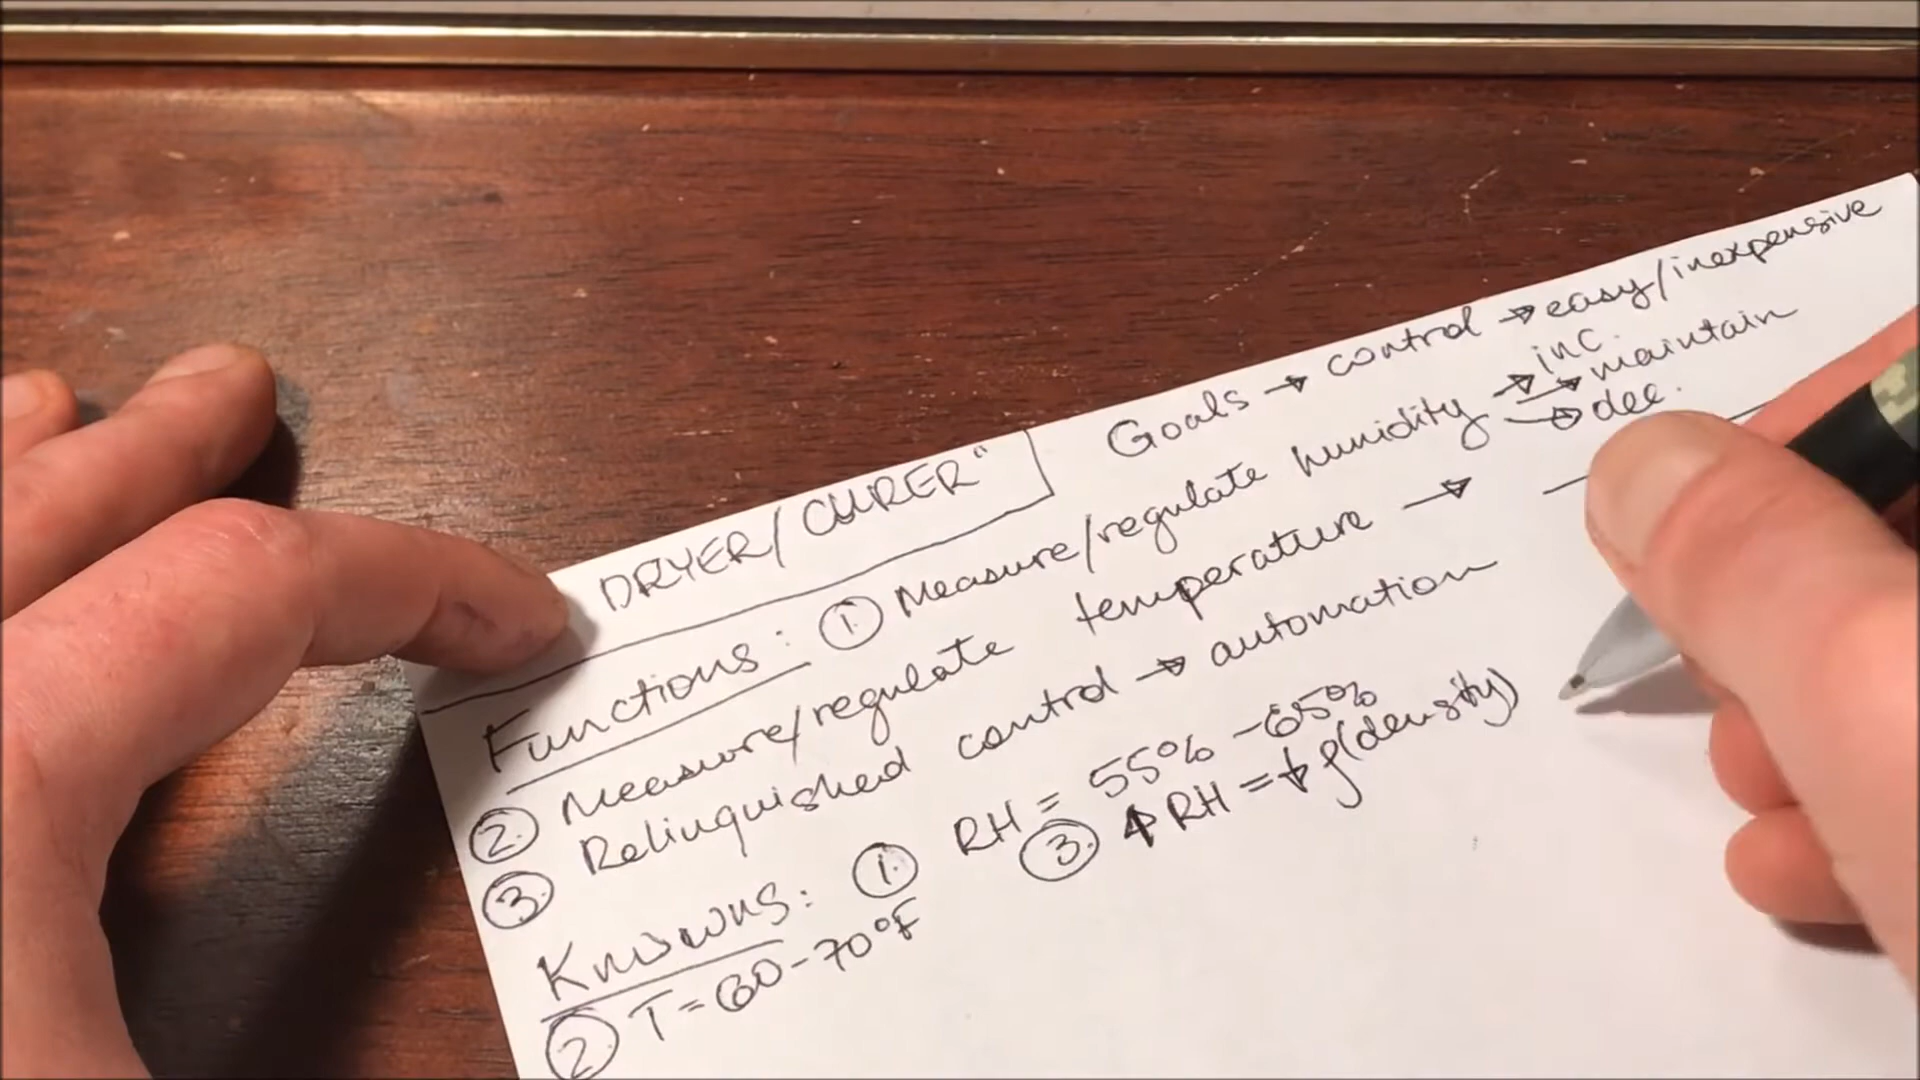 DRYER/CURER"
Goals → control → easy/inexpensive
Functions: ① Measure/regulate humidity → inc.
→ maintain
→ dec.
② Measure/regulate temperature →
③ Relinquished control → automation
Knowns: ① RH = 55% - 65%
② T = 60 - 70°F
③ ↑ RH = ↓ ρ(density)